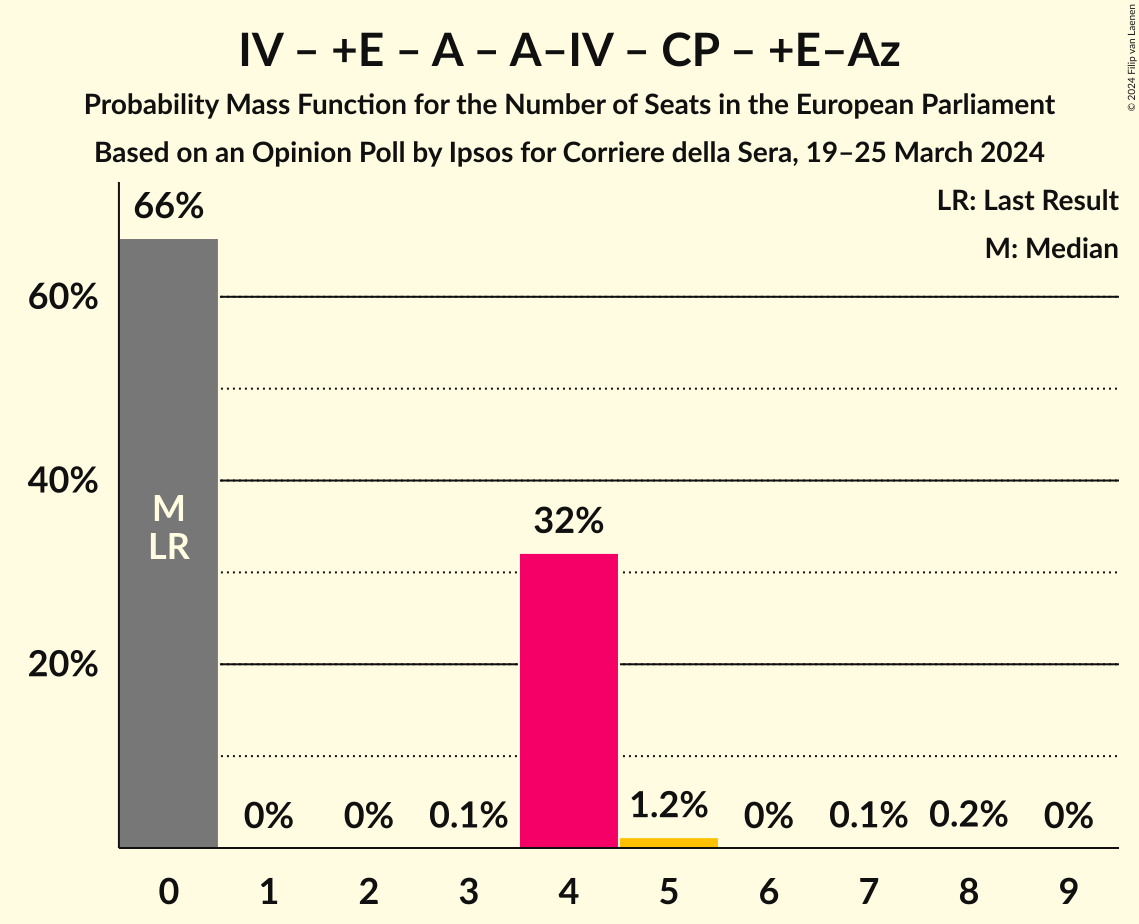 IV – +E – A – A–IV – CP – +E–Az
Probability Mass Function for the Number of Seats in the European Parliament
Based on an Opinion Poll by Ipsos for Corriere della Sera, 19–25 March 2024
© 2024 Filip van Laenen
LR: Last Result
M: Median
66%
60%
40%
20%
M
LR
0%
0%
0.1%
32%
1.2%
0%
0.1%
0.2%
0%
0 1 2 3 4 5 6 7 8 9